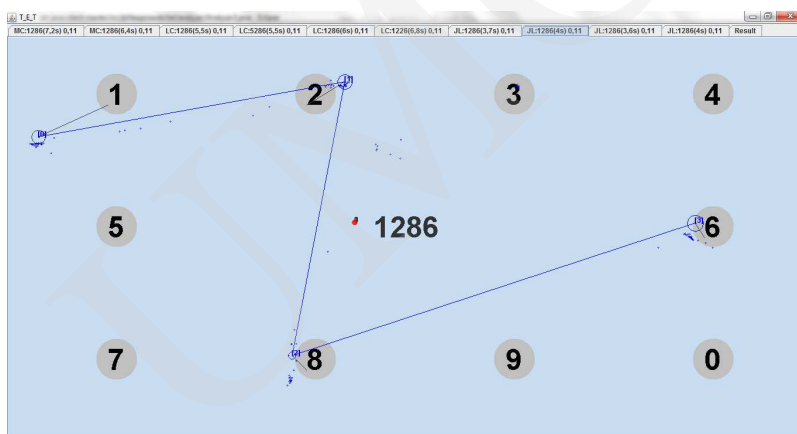 T_E_T
MC:1286(7,2s) 0,11 MC:1286(6,4s) 0,11 LC:1286(5,5s) 0,11 LC:5286(5,5s) 0,11 LC:1286(6s) 0,11 LC:1226(6,8s) 0,11 JL:1286(3,7s) 0,11 JL:1286(4s) 0,11 JL:1286(3,6s) 0,11 JL:1286(4s) 0,11 Result
1 2 3 4
5 1286 6
7 8 9 0